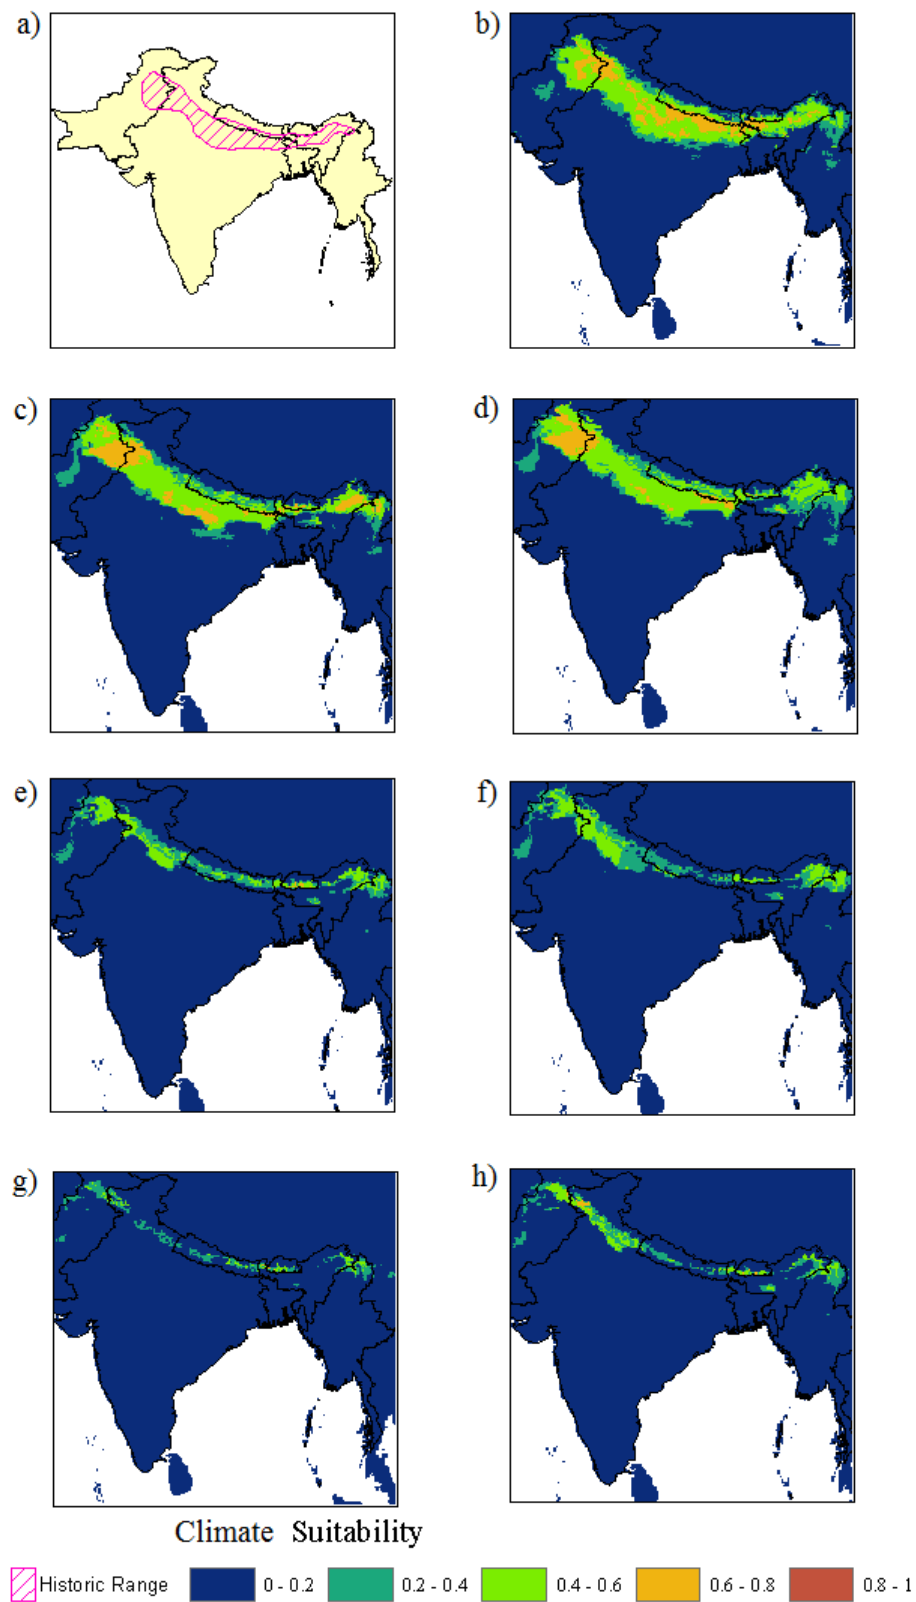 a)
b)
c)
d)
e)
f)
g)
h)
Climate Suitability
Historic Range
0 - 0.2
0.2 - 0.4
0.4 - 0.6
0.6 - 0.8
0.8 - 1